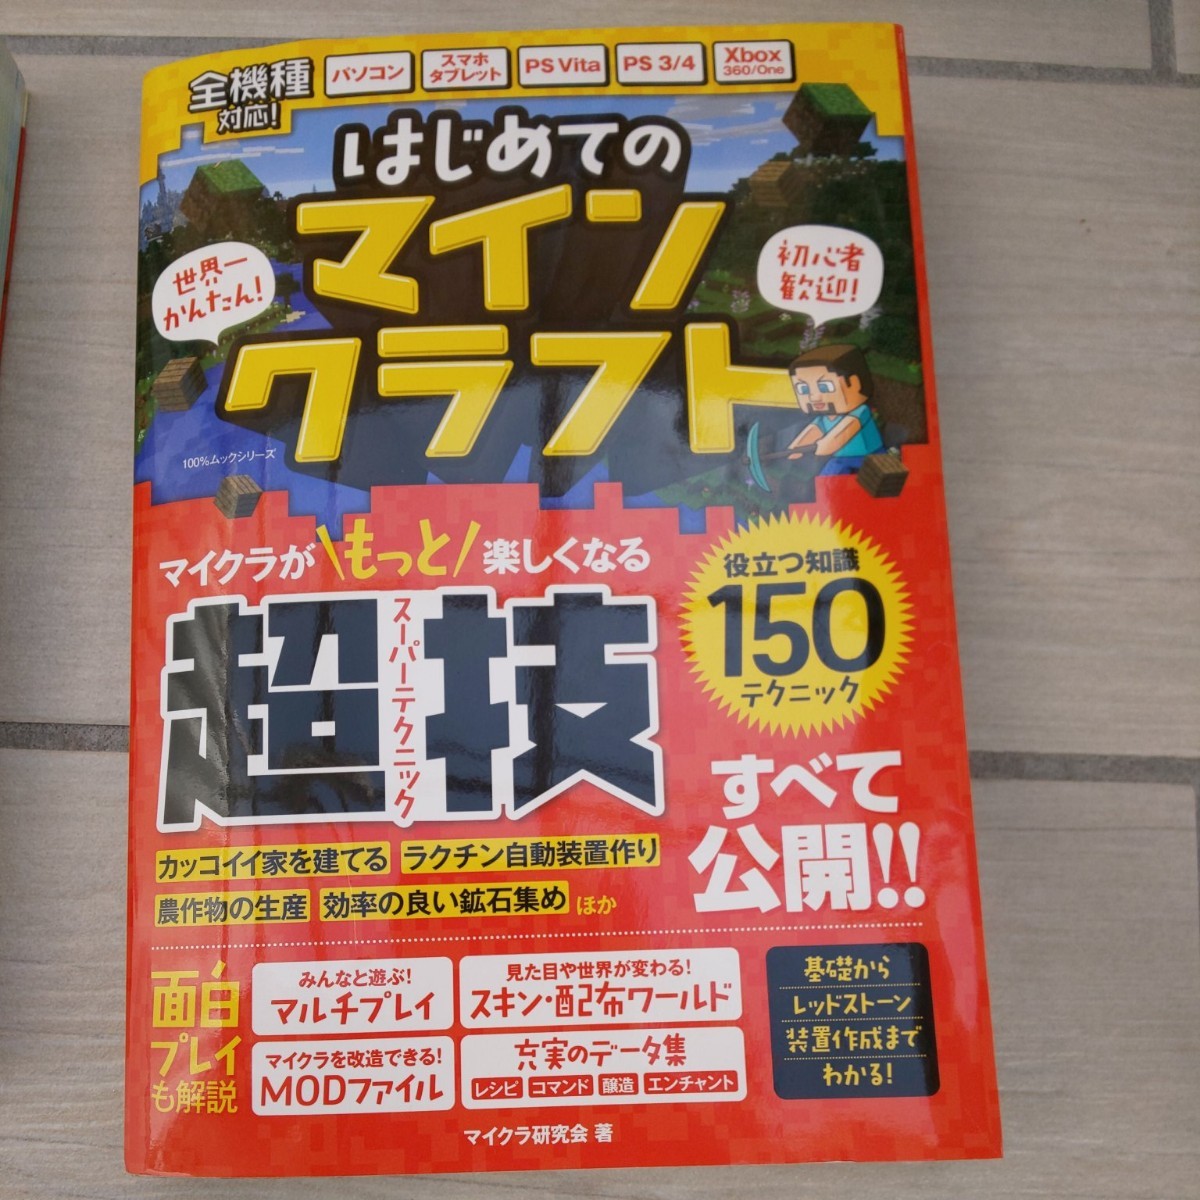 全機種
対応!
パソコン
スマホ
タブレット
PS Vita
PS 3/4
Xbox
360/One
はじめての
マイン
クラフト
世界一
かんたん!
初心者
歓迎!
100%ムックシリーズ
マイクラが\もっと/楽しくなる
超技
スーパーテクニック
役立つ知識
150
テクニック
すべて
公開!!
カッコイイ家を建てる ラクチン自動装置作り
農作物の生産 効率の良い鉱石集め ほか
面白
プレイ
も解説
みんなと遊ぶ!
マルチプレイ
見た目や世界が変わる!
スキン・配布ワールド
マイクラを改造できる!
MODファイル
充実のデータ集
レシピ コマンド 醸造 エンチャント
基礎から
レッドストーン
装置作成まで
わかる!
マイクラ研究会 著